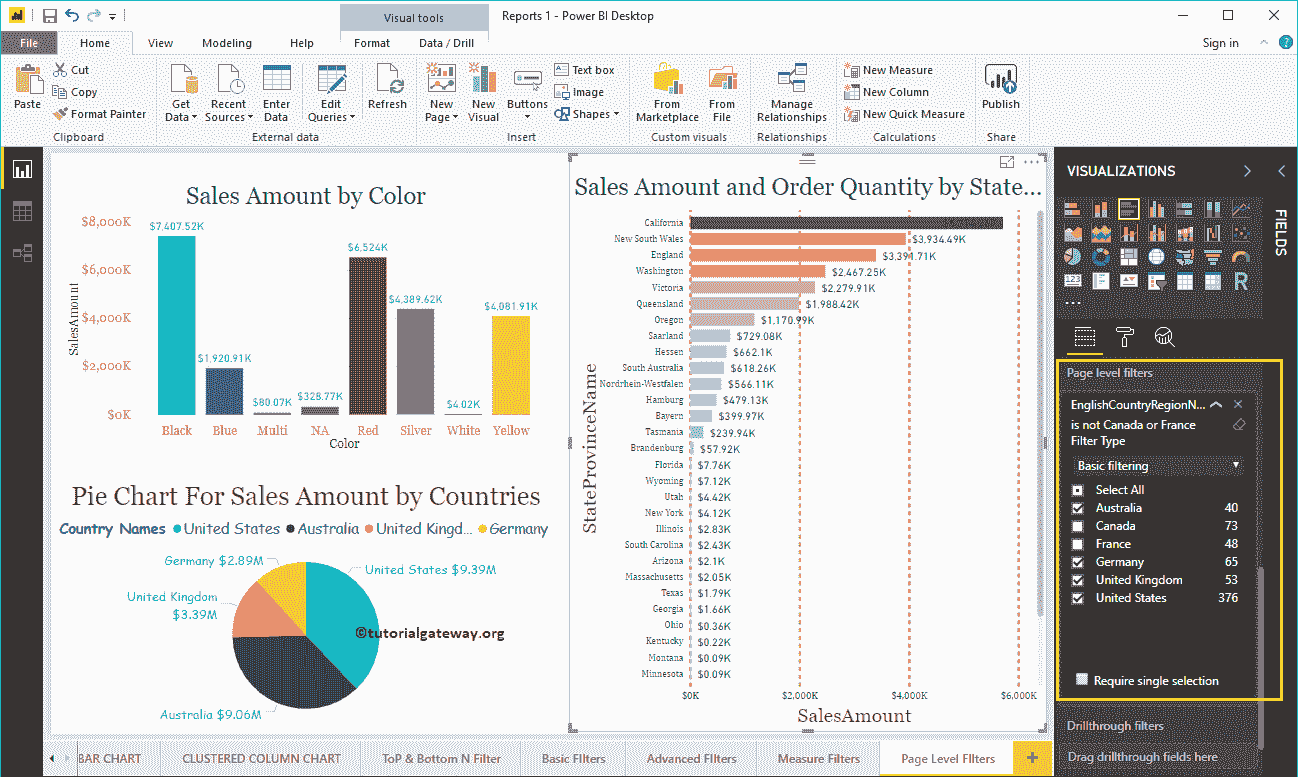 Visual tools
Reports 1 - Power BI Desktop
File Home View Modeling Help Format Data / Drill Sign in
Paste
Cut
Copy
Format Painter
Clipboard
Get Data
Recent Sources
Enter Data
Edit Queries
External data
Refresh
New Page
New Visual
Buttons
Text box
Image
Shapes
Insert
From Marketplace
From File
Custom visuals
Manage Relationships
Relationships
New Measure
New Column
New Quick Measure
Calculations
Publish
Share
Sales Amount by Color
SalesAmount
$8,000K
$6,000K
$4,000K
$2,000K
$0K
$7,407.52K
$1,920.91K
$80.07K
$328.77K
$6,524K
$4,389.62K
$4.02K
$4,081.91K
Black Blue Multi NA Red Silver White Yellow
Color
Pie Chart For Sales Amount by Countries
Country Names United States Australia United Kingd... Germany
Germany $2.89M
United States $9.39M
United Kingdom
$3.39M
©tutorialgateway.org
Australia $9.06M
Sales Amount and Order Quantity by State...
StateProvinceName
California
New South Wales $3,934.49K
England $3,391.71K
Washington $2,467.25K
Victoria $2,279.91K
Queensland $1,988.42K
Oregon $1,170.99K
Saarland $729.08K
Hessen $662.1K
South Australia $618.26K
Nordrhein-Westfalen $566.11K
Hamburg $479.13K
Bayern $399.97K
Tasmania $239.94K
Brandenburg $57.92K
Florida $7.76K
Wyoming $7.12K
Utah $4.42K
New York $4.12K
Illinois $2.83K
South Carolina $2.43K
Arizona $2.1K
Massachusetts $2.05K
Texas $1.79K
Georgia $1.66K
Ohio $0.36K
Kentucky $0.22K
Montana $0.09K
Minnesota $0.09K
$0K $2,000K $4,000K $6,000K
SalesAmount
VISUALIZATIONS
FIELDS
123
R
Page level filters
EnglishCountryRegionN...
is not Canada or France
Filter Type
Basic filtering
Select All
Australia 40
Canada 73
France 48
Germany 65
United Kingdom 53
United States 376
Require single selection
Drillthrough filters
Drag drillthrough fields here
BAR CHART CLUSTERED COLUMN CHART ToP & Bottom N Filter Basic FIlters Advanced FIlters Measure Filters Page Level FIlters +